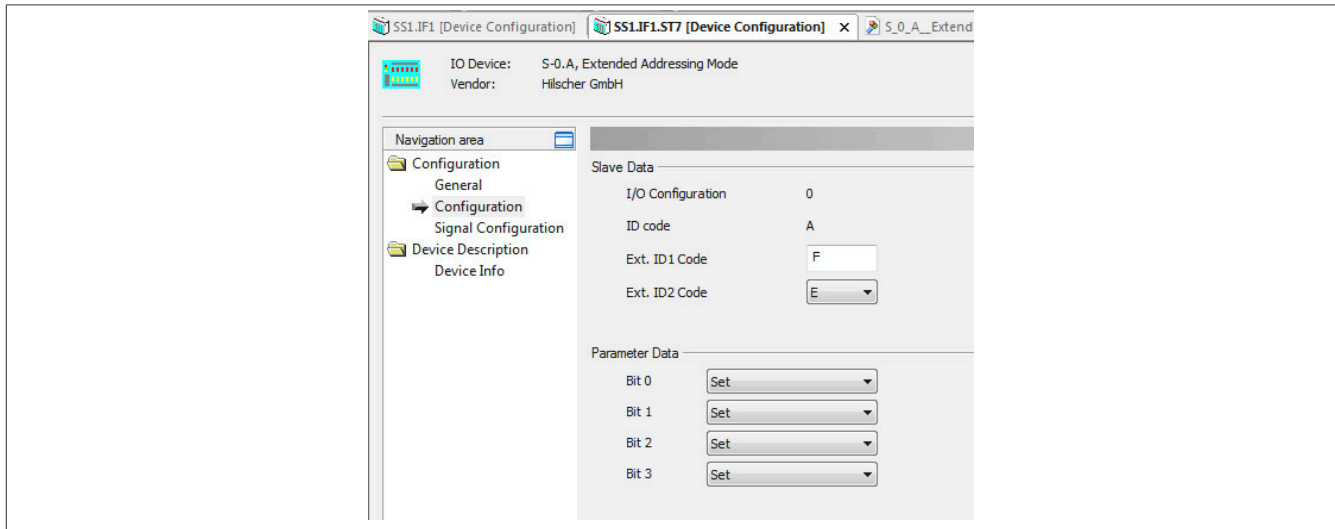 SS1.IF1 [Device Configuration] SS1.IF1.ST7 [Device Configuration] x S_0_A__Extend
IO Device: S-0.A, Extended Addressing Mode
Vendor: Hilscher GmbH
Navigation area
Configuration
General
Configuration
Signal Configuration
Device Description
Device Info
Slave Data
I/O Configuration 0
ID code A
Ext. ID1 Code F
Ext. ID2 Code E
Parameter Data
Bit 0 Set
Bit 1 Set
Bit 2 Set
Bit 3 Set